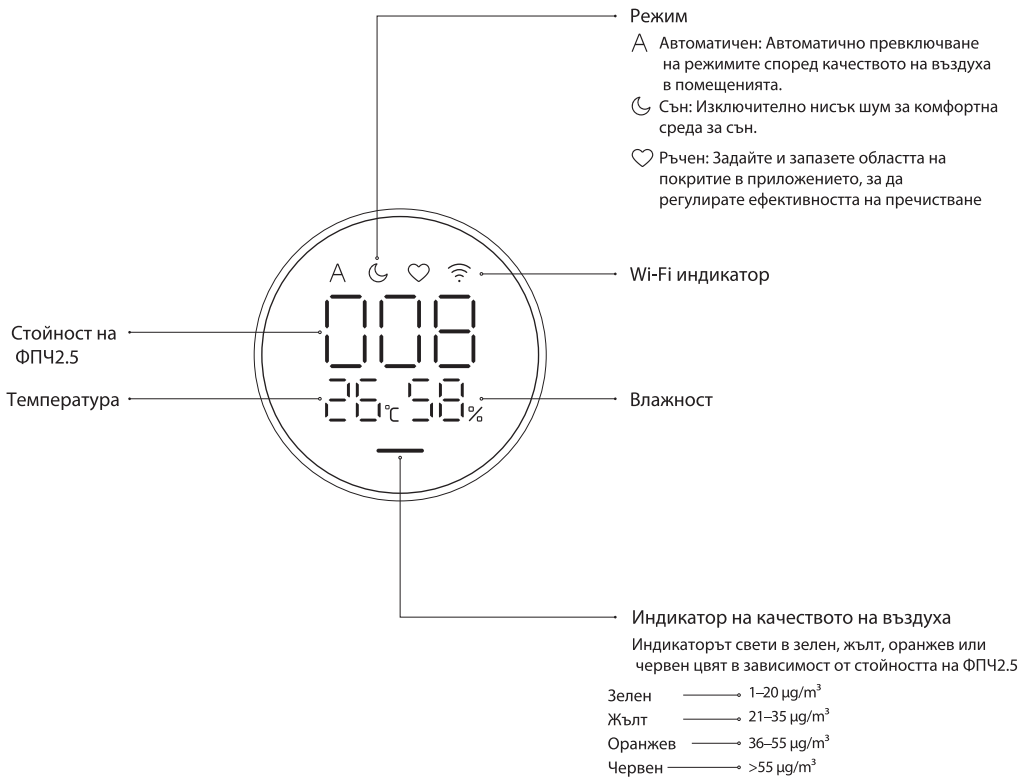 Режим
A Автоматичен: Автоматично превключване
на режимите според качеството на въздуха
в помещенията.
Сън: Изключително нисък шум за комфортна
среда за сън.
Ръчен: Задайте и запазете областта на
покритие в приложението, за да
регулирате ефективността на пречистване
A
Wi-Fi индикатор
008
Стойност на
ФПЧ2.5
Температура
26°C 58%
Влажност
Индикатор на качеството на въздуха
Индикаторът свети в зелен, жълт, оранжев или
червен цвят в зависимост от стойността на ФПЧ2.5
Зелен 1–20 µg/m³
Жълт 21–35 µg/m³
Оранжев 36–55 µg/m³
Червен >55 µg/m³